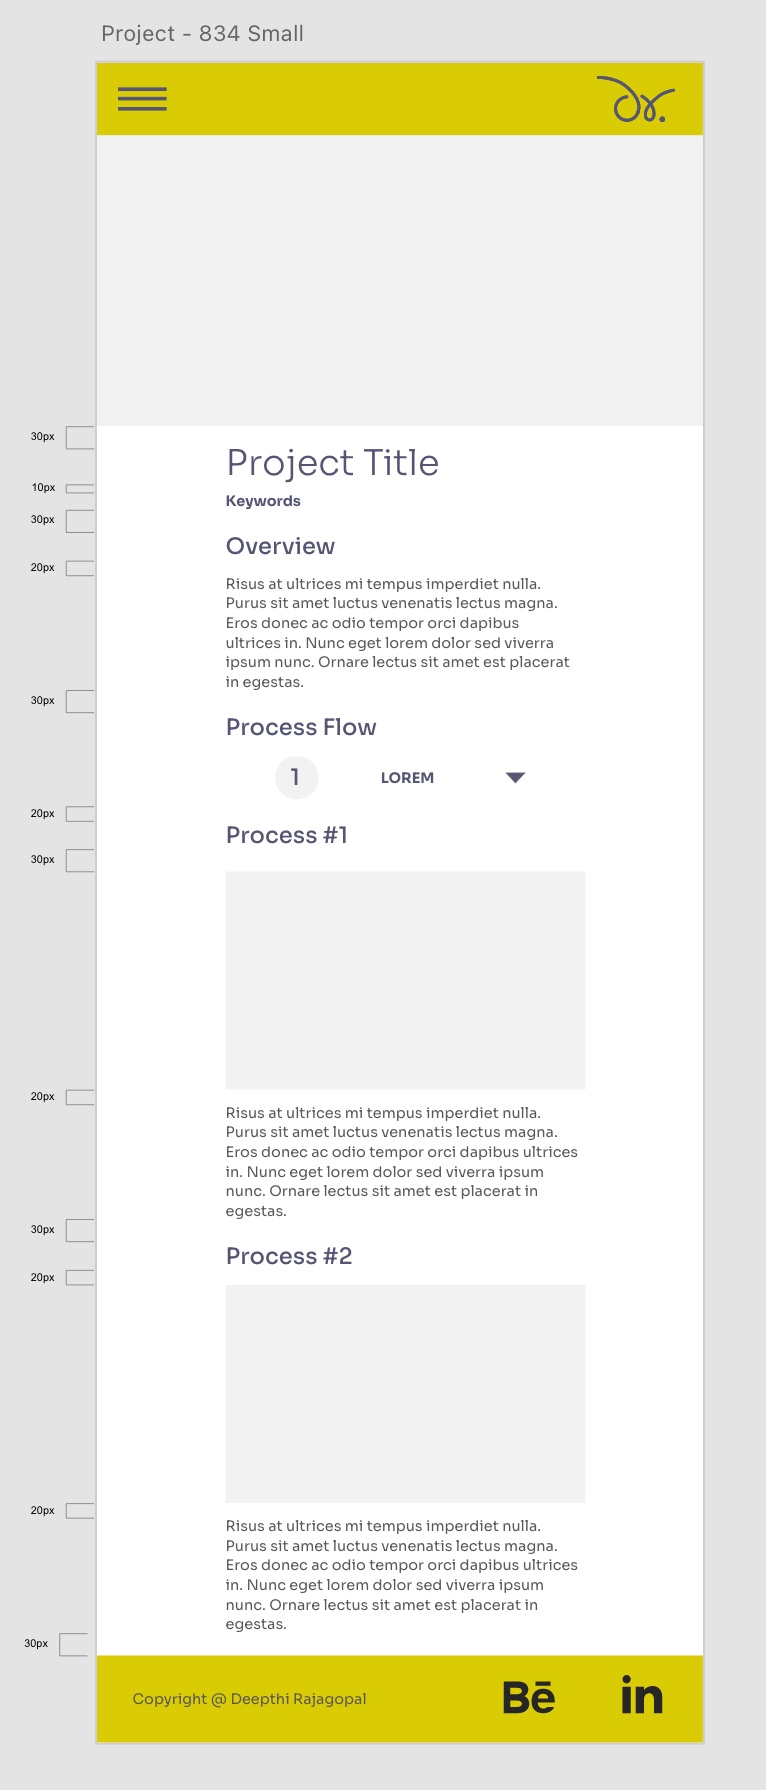 Project - 834 Small
30px
Project Title
10px
Keywords
30px
Overview
20px
Risus at ultrices mi tempus imperdiet nulla.
Purus sit amet luctus venenatis lectus magna.
Eros donec ac odio tempor orci dapibus
ultrices in. Nunc eget lorem dolor sed viverra
ipsum nunc. Ornare lectus sit amet est placerat
in egestas.
30px
Process Flow
1 LOREM
20px
Process #1
30px
20px
Risus at ultrices mi tempus imperdiet nulla.
Purus sit amet luctus venenatis lectus magna.
Eros donec ac odio tempor orci dapibus ultrices
in. Nunc eget lorem dolor sed viverra ipsum
nunc. Ornare lectus sit amet est placerat in
egestas.
30px
Process #2
20px
20px
Risus at ultrices mi tempus imperdiet nulla.
Purus sit amet luctus venenatis lectus magna.
Eros donec ac odio tempor orci dapibus ultrices
in. Nunc eget lorem dolor sed viverra ipsum
nunc. Ornare lectus sit amet est placerat in
egestas.
30px
Copyright @ Deepthi Rajagopal
Bē in